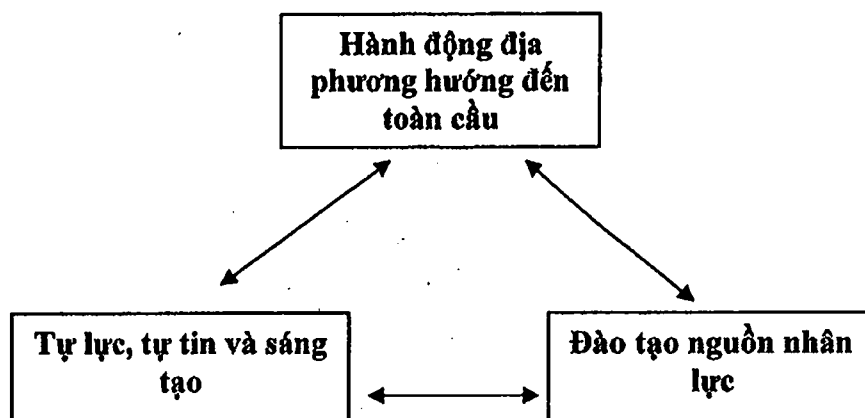 Hành động địa
phương hướng đến
toàn cầu
Tự lực, tự tin và sáng
tạo
Đào tạo nguồn nhân
lực